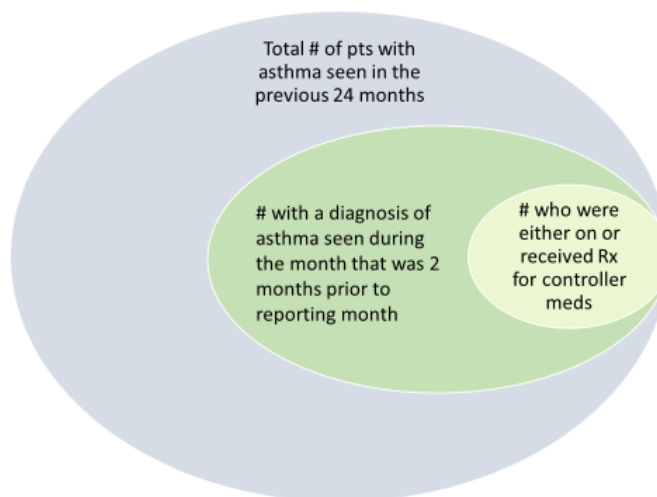 Total # of pts with
asthma seen in the
previous 24 months
# with a diagnosis of
asthma seen during
the month that was 2
months prior to
reporting month
# who were
either on or
received Rx
for controller
meds